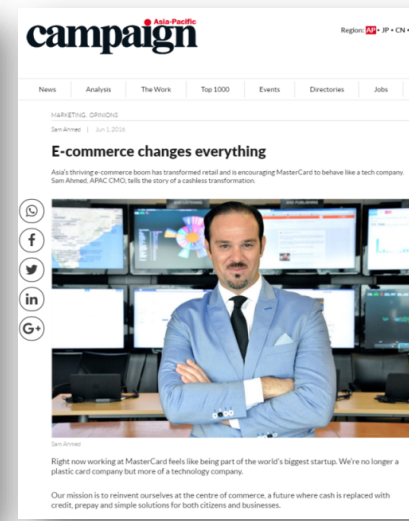 Asia-Pacific
campaign
Region: AP • JP • CN •
News Analysis The Work Top 1000 Events Directories Jobs
MARKETING, OPINIONS
Sam Ahmed | Jun 1, 2016
E-commerce changes everything
Asia's thriving e-commerce boom has transformed retail and is encouraging MasterCard to behave like a tech company.
Sam Ahmed, APAC CMO, tells the story of a cashless transformation.
f
in
G+
Sam Ahmed
Right now working at MasterCard feels like being part of the world's biggest startup. We're no longer a
plastic card company but more of a technology company.
Our mission is to reinvent ourselves at the centre of commerce, a future where cash is replaced with
credit, prepay and simple solutions for both citizens and businesses.